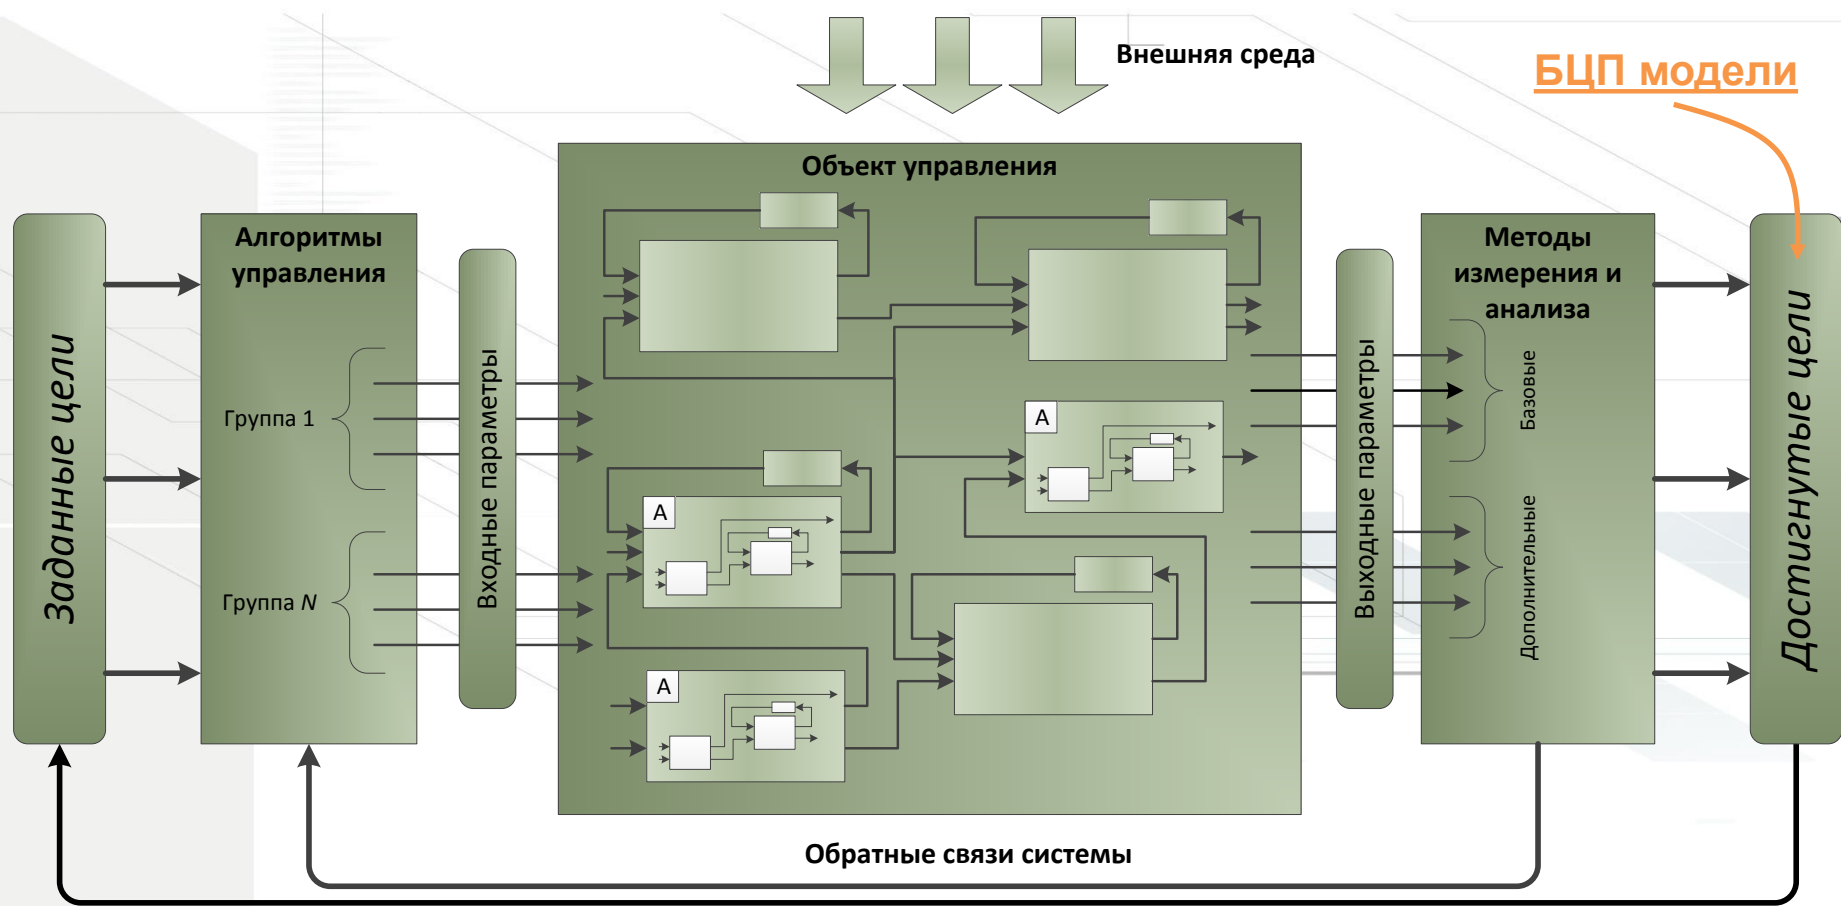 Внешняя среда
БЦП модели
Объект управления
Заданные цели
Алгоритмы
управления
Группа 1
Группа N
Входные параметры
A
A
A
Выходные параметры
Методы
измерения и
анализа
Базовые
Дополнительные
Достигнутые цели
Обратные связи системы